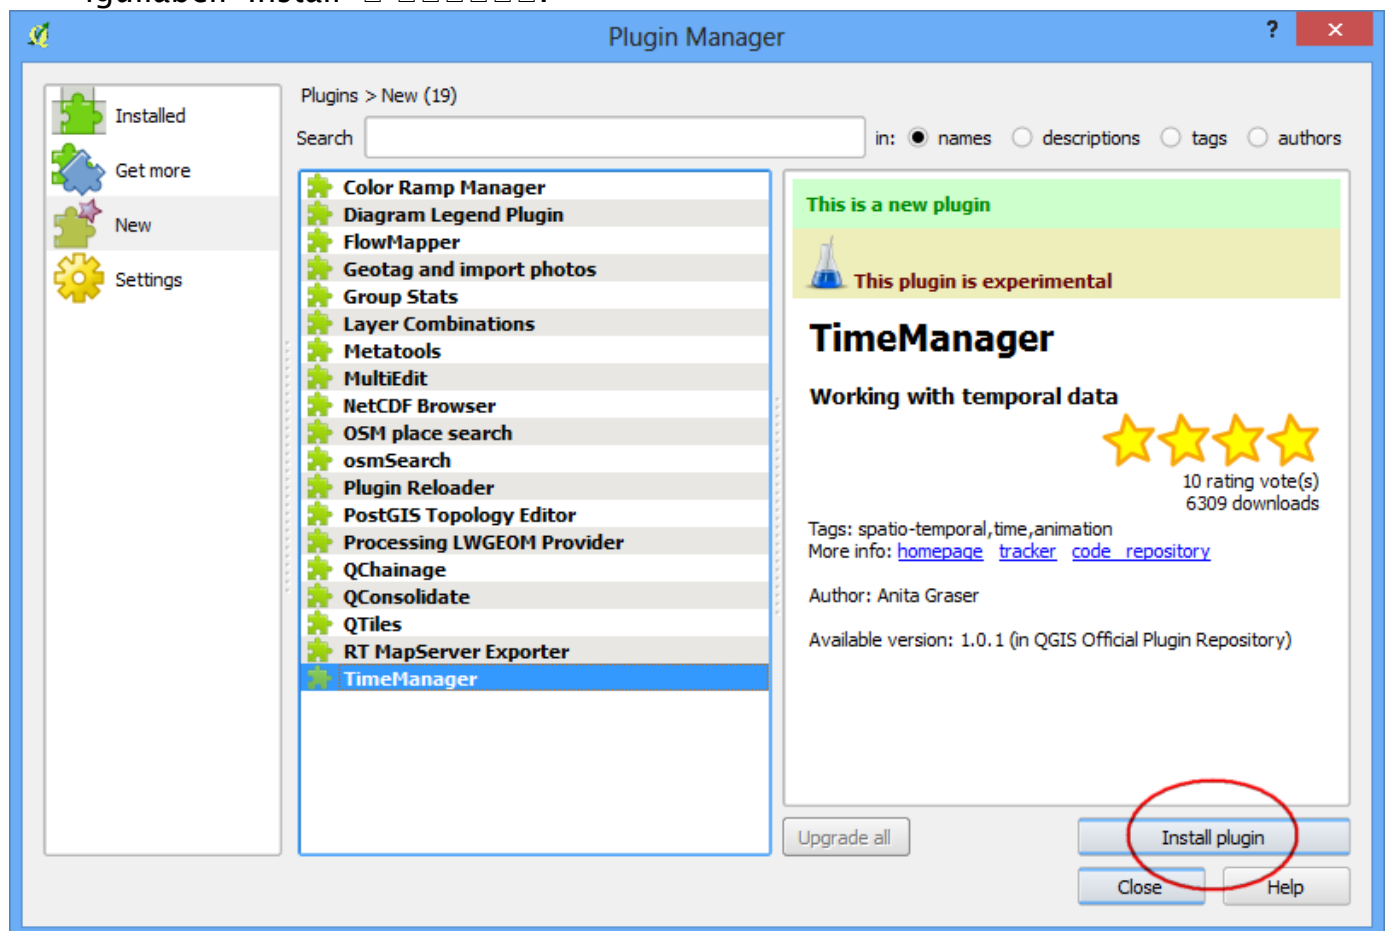 Install
Plugin Manager
?
Installed
Get more
New
Settings
Plugins > New (19)
Search in: names descriptions tags authors
Color Ramp Manager
Diagram Legend Plugin
FlowMapper
Geotag and import photos
Group Stats
Layer Combinations
Metatools
MultiEdit
NetCDF Browser
OSM place search
osmSearch
Plugin Reloader
PostGIS Topology Editor
Processing LWGEOM Provider
QChainage
QConsolidate
QTiles
RT MapServer Exporter
TimeManager
This is a new plugin
This plugin is experimental
TimeManager
Working with temporal data
10 rating vote(s)
6309 downloads
Tags: spatio-temporal,time,animation
More info: homepage tracker code_repository
Author: Anita Graser
Available version: 1.0.1 (in QGIS Official Plugin Repository)
Upgrade all
Install plugin
Close
Help